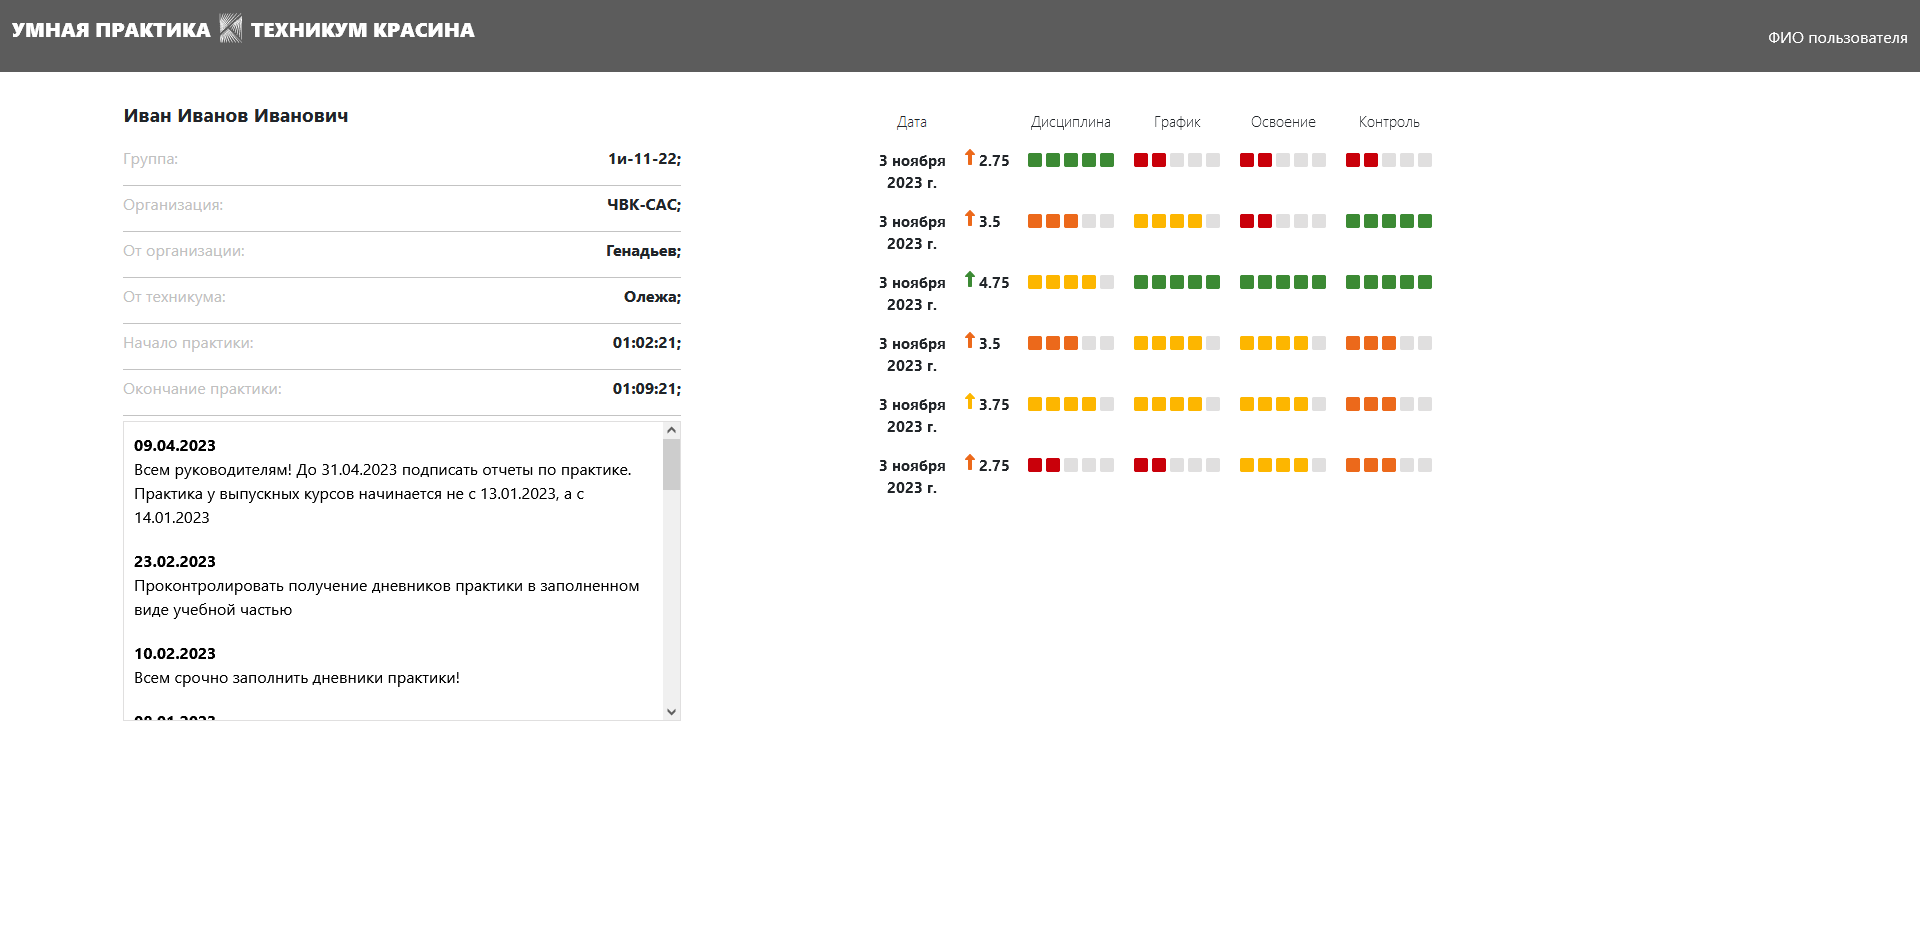 УМНАЯ ПРАКТИКА ТЕХНИКУМ КРАСИНА
ФИО пользователя
Иван Иванов Иванович
Группа: 1и-11-22;
Организация: ЧВК-САС;
От организации: Генадьев;
От техникума: Олежа;
Начало практики: 01:02:21;
Окончание практики: 01:09:21;
09.04.2023
Всем руководителям! До 31.04.2023 подписать отчеты по практике.
Практика у выпускных курсов начинается не с 13.01.2023, а с
14.01.2023
23.02.2023
Проконтролировать получение дневников практики в заполненном
виде учебной частью
10.02.2023
Всем срочно заполнить дневники практики!
08.01.2023
Дата Дисциплина График Освоение Контроль
3 ноября 2.75
2023 г.
3 ноября 3.5
2023 г.
3 ноября 4.75
2023 г.
3 ноября 3.5
2023 г.
3 ноября 3.75
2023 г.
3 ноября 2.75
2023 г.